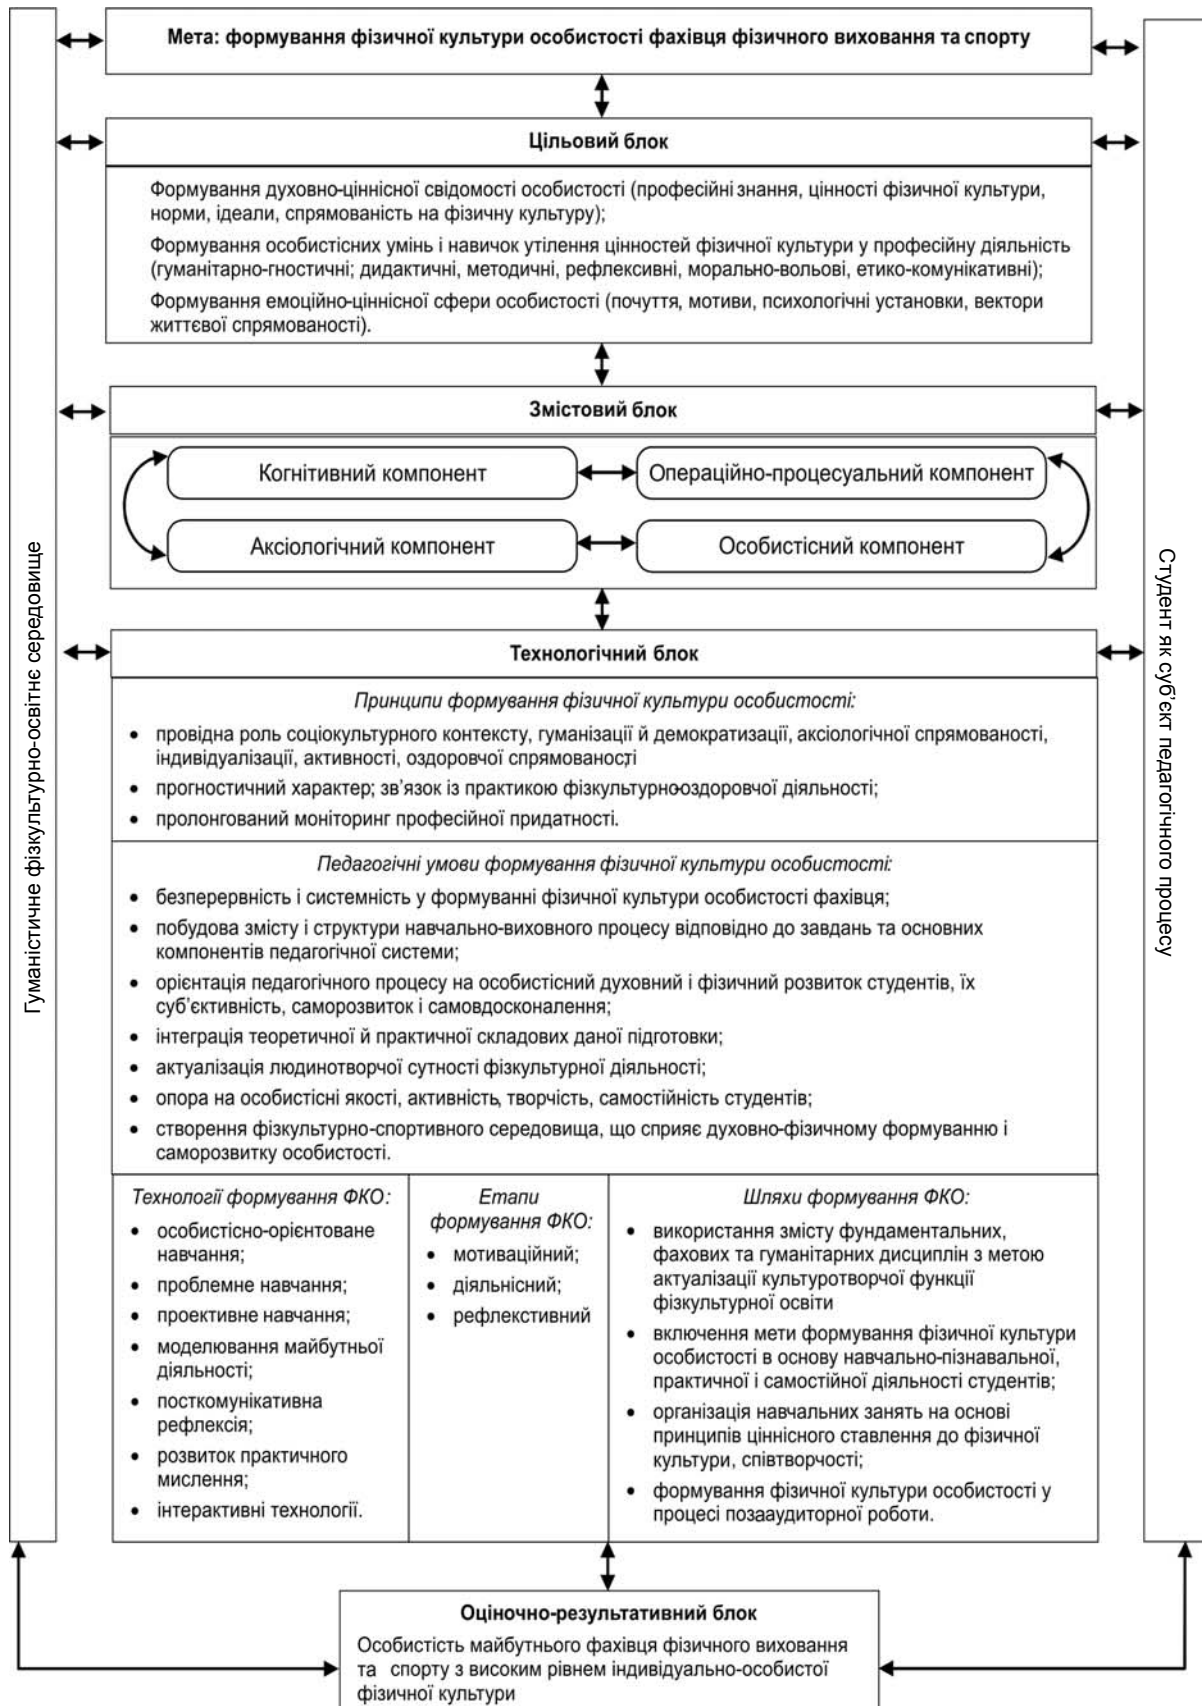 Мета: формування фізичної культури особистості фахівця фізичного виховання та спорту
Цільовий блок
Формування духовно-ціннісної свідомості особистості (професійні знання, цінності фізичної культури,
норми, ідеали, спрямованість на фізичну культуру);
Формування особистісних умінь і навичок утілення цінностей фізичної культури у професійну діяльність
(гуманітарно-гностичні; дидактичні, методичні, рефлексивні, морально-вольові, етико-комунікативні);
Формування емоційно-ціннісної сфери особистості (почуття, мотиви, психологічні установки, вектори
життєвої спрямованості).
Змістовий блок
Когнітивний компонент
Операційно-процесуальний компонент
Аксіологічний компонент
Особистісний компонент
Гуманістичне фізкультурно-освітнє середовище
Студент як суб’єкт педагогічного процесу
Технологічний блок
Принципи формування фізичної культури особистості:
• провідна роль соціокультурного контексту, гуманізації й демократизації, аксіологічної спрямованості,
індивідуалізації, активності, оздоровчої спрямованості;
• прогностичний характер; зв’язок із практикою фізкультурно-оздоровчої діяльності;
• пролонгований моніторинг професійної придатності.
Педагогічні умови формування фізичної культури особистості:
• безперервність і системність у формуванні фізичної культури особистості фахівця;
• побудова змісту і структури навчально-виховного процесу відповідно до завдань та основних
компонентів педагогічної системи;
• орієнтація педагогічного процесу на особистісний духовний і фізичний розвиток студентів, їх
суб’єктивність, саморозвиток і самовдосконалення;
• інтеграція теоретичної й практичної складових даної підготовки;
• актуалізація людинотворчої сутності фізкультурної діяльності;
• опора на особистісні якості, активність, творчість, самостійність студентів;
• створення фізкультурно-спортивного середовища, що сприяє духовно-фізичному формуванню і
саморозвитку особистості.
Технології формування ФКО:
• особистісно-орієнтоване
навчання;
• проблемне навчання;
• проективне навчання;
• моделювання майбутньої
діяльності;
• посткомунікативна
рефлексія;
• розвиток практичного
мислення;
• інтерактивні технології.
Етапи
формування ФКО:
• мотиваційний;
• діяльнісний;
• рефлекстивний
Шляхи формування ФКО:
• використання змісту фундаментальних,
фахових та гуманітарних дисциплін з метою
актуалізації культуротворчої функції
фізкультурної освіти
• включення мети формування фізичної культури
особистості в основу навчально-пізнавальної,
практичної і самостійної діяльності студентів;
• організація навчальних занять на основі
принципів ціннісного ставлення до фізичної
культури, співтворчості;
• формування фізичної культури особистості у
процесі позааудиторної роботи.
Оціночно-результативний блок
Особистість майбутнього фахівця фізичного виховання
та спорту з високим рівнем індивідуально-особистої
фізичної культури